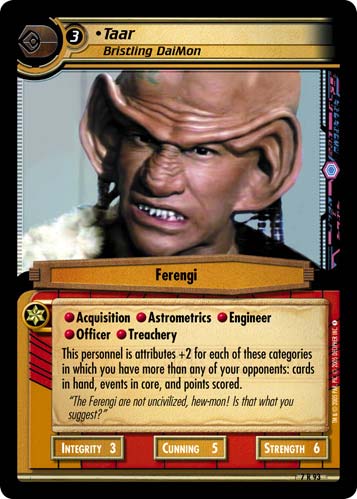 3
• Taar
Bristling DaiMon
Ferengi
• Acquisition • Astrometrics • Engineer
• Officer • Treachery
This personnel is attributes +2 for each of these categories
in which you have more than any of your opponents: cards
in hand, events in core, and points scored.
"The Ferengi are not uncivilized, hew-mon! Is that what you
suggest?"
INTEGRITY 3 CUNNING 5 STRENGTH 6
7 R 93